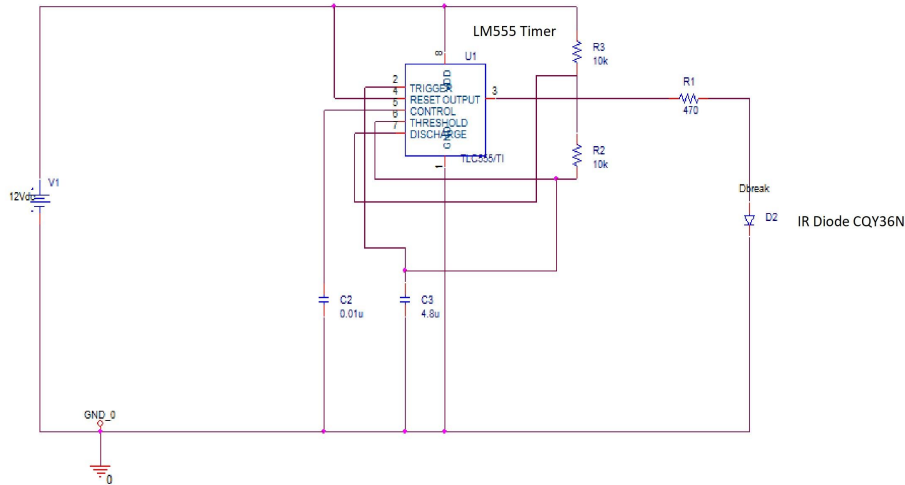 LM555 Timer
U1
8
VDD
R3
10k
2
TRIGGER
4
RESET OUTPUT
3
5
CONTROL
6
THRESHOLD
7
DISCHARGE
GND
1
TLC555/TI
R1
470
R2
10k
V1
12Vdc
Dbreak
D2
IR Diode CQY36N
C2
0.01u
C3
4.8u
GND_0
0